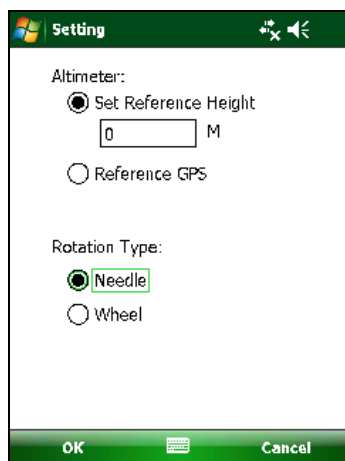 Setting
Altimeter:
Set Reference Height
0 M
Reference GPS
Rotation Type:
Needle
Wheel
OK Cancel